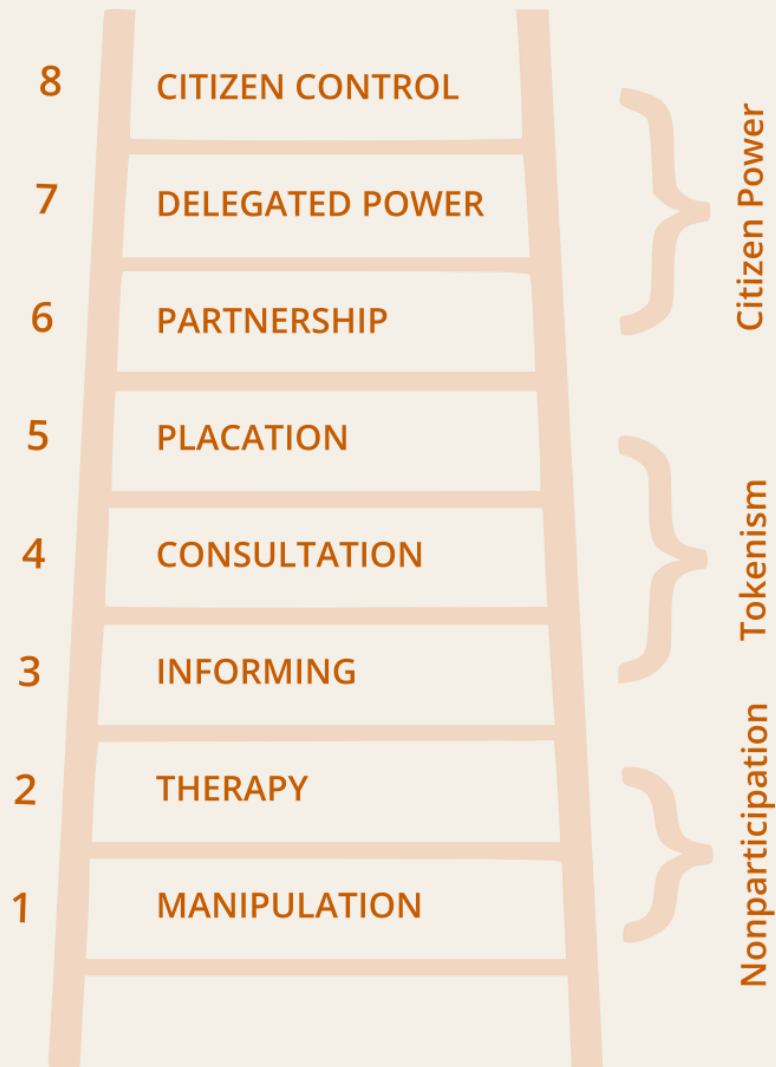 8 CITIZEN CONTROL
7 DELEGATED POWER
6 PARTNERSHIP
Citizen Power
5 PLACATION
4 CONSULTATION
3 INFORMING
Tokenism
2 THERAPY
1 MANIPULATION
Nonparticipation